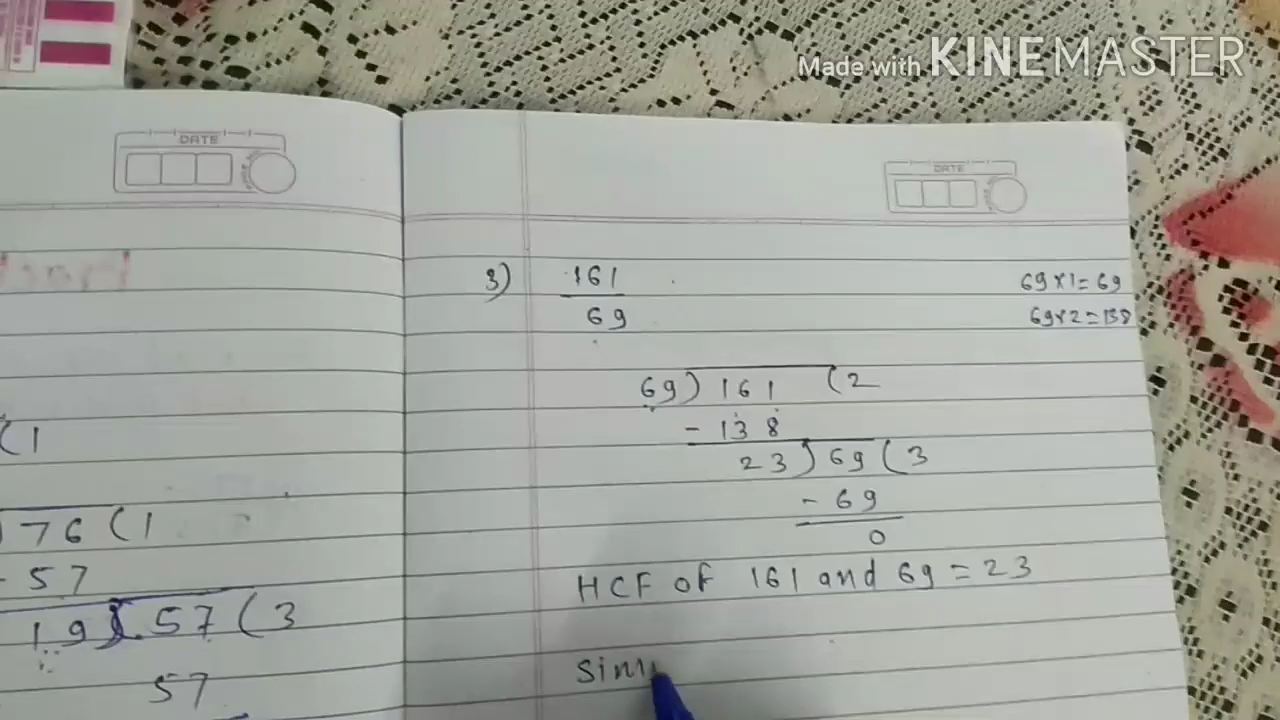 Made with KINEMASTER
DATE
(1
76 (1
- 57
19) 57 (3
57
DATE
3) 161
69
69 × 1 = 69
69 × 2 = 138
69) 161 (2
- 138
23) 69 (3
- 69
0
HCF of 161 and 69 = 23
Sim